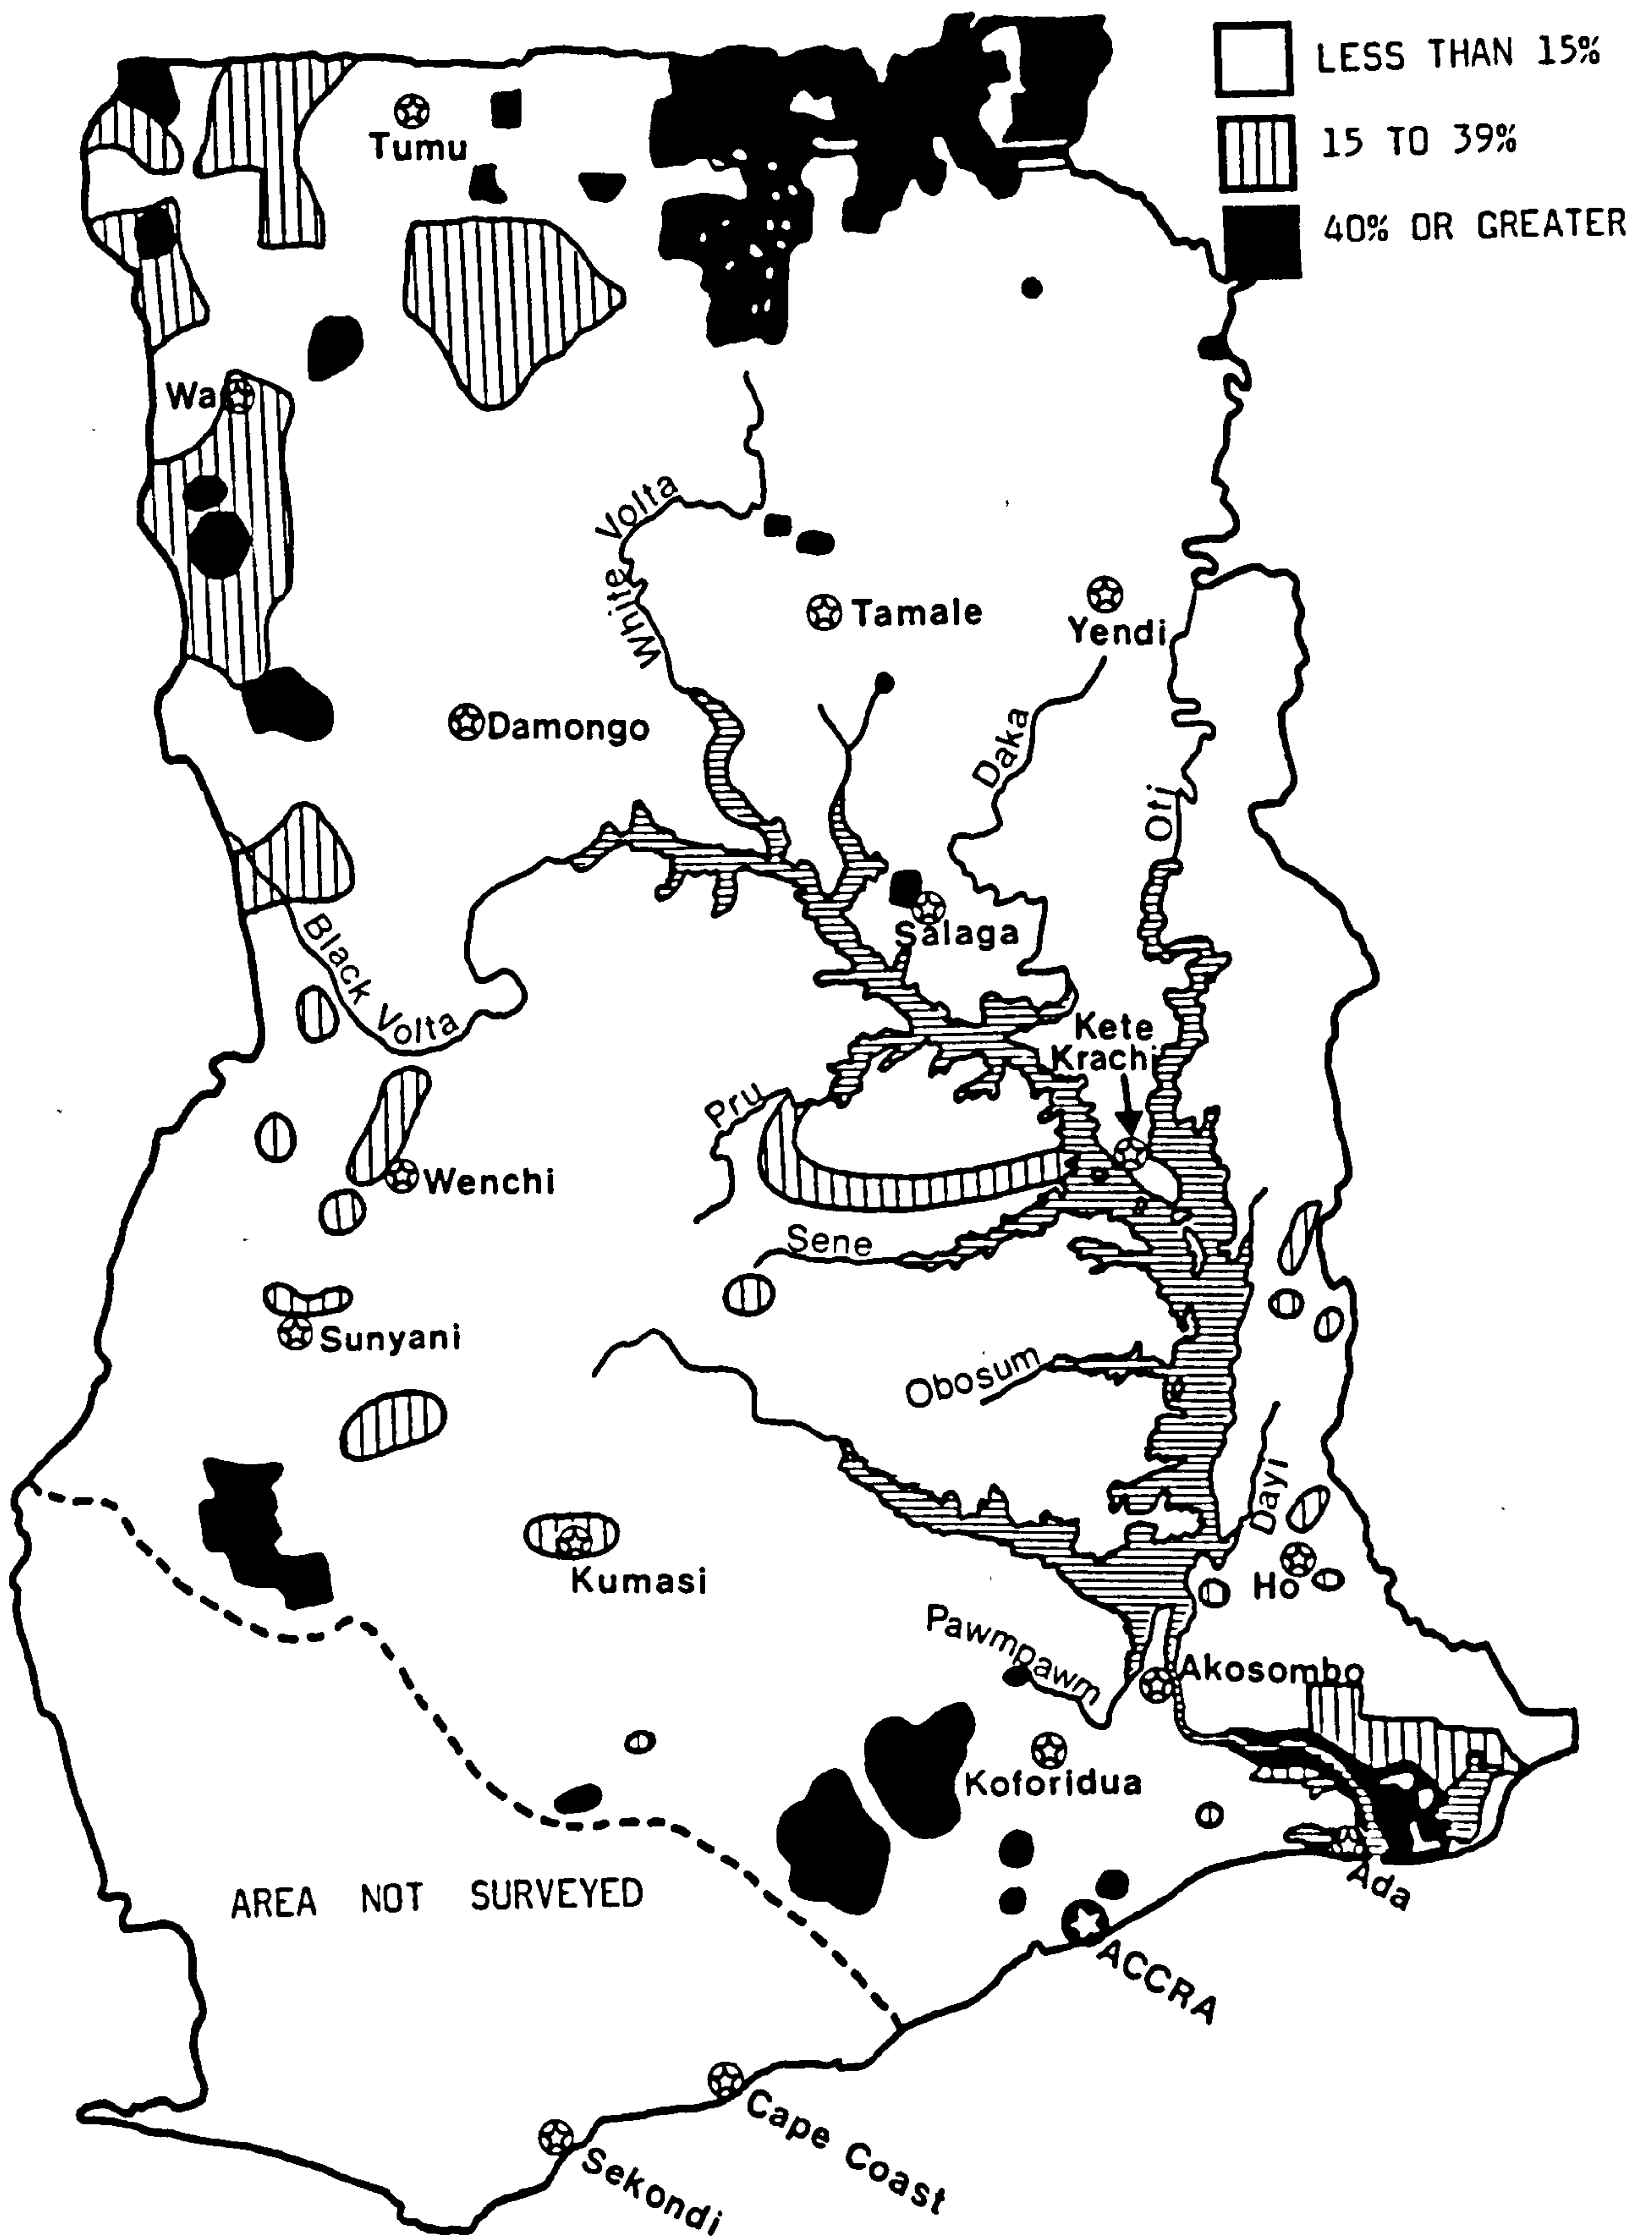 LESS THAN 15%
15 TO 39%
40% OR GREATER
Tumu
Wa
White Volta
Tamale
Yendi
Damongo
Daka
Oti
Salaga
Black Volta
Kete
Krachi
Pru
Wenchi
Sene
Sunyani
Obosum
Dayi
Kumasi
Ho
Pawmpawm
Akosombo
Koforidua
Ada
AREA NOT SURVEYED
ACCRA
Cape Coast
Sekondi